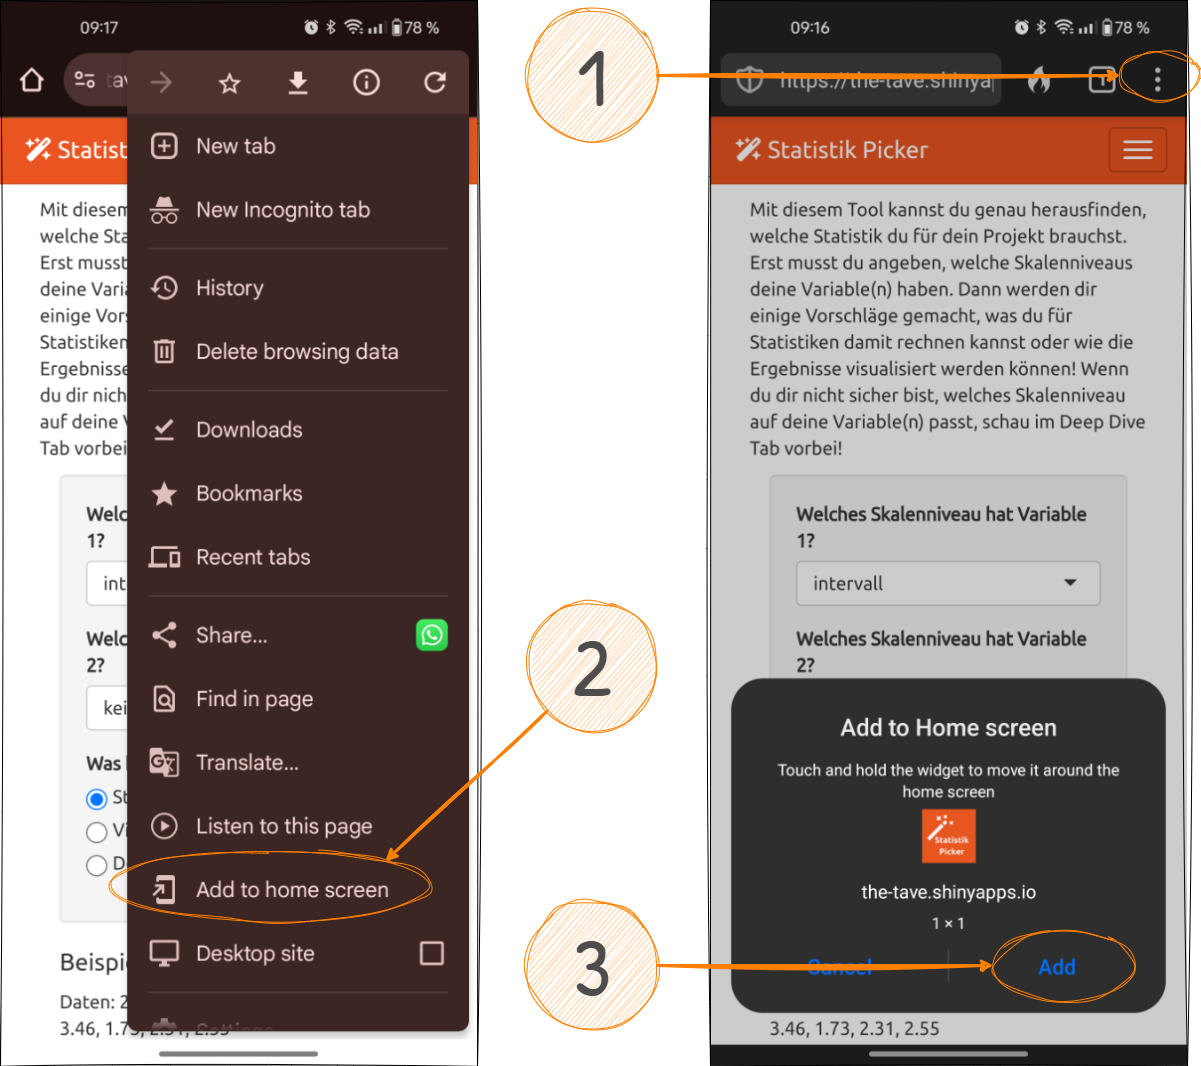 09:17
78 %
tav
Statist
New tab
New Incognito tab
History
Delete browsing data
Downloads
Bookmarks
Recent tabs
Share...
Find in page
Translate...
Listen to this page
Add to home screen
Desktop site
Settings
Mit diesem
welche Sta
Erst musst
deine Varia
einige Vors
Statistiken
Ergebnisse
du dir nich
auf deine V
Tab vorbei
Welc
1?
int
Welc
2?
kei
Was
St
Vi
D
Beispi
Daten: 2
3.46, 1.73, 2.31, 2.55
1
2
3
09:16
78 %
https://the-tave.shinya
1
Statistik Picker
Mit diesem Tool kannst du genau herausfinden,
welche Statistik du für dein Projekt brauchst.
Erst musst du angeben, welche Skalenniveaus
deine Variable(n) haben. Dann werden dir
einige Vorschläge gemacht, was du für
Statistiken damit rechnen kannst oder wie die
Ergebnisse visualisiert werden können! Wenn
du dir nicht sicher bist, welches Skalenniveau
auf deine Variable(n) passt, schau im Deep Dive
Tab vorbei!
Welches Skalenniveau hat Variable
1?
intervall
Welches Skalenniveau hat Variable
2?
Add to Home screen
Touch and hold the widget to move it around the
home screen
Statistik
Picker
the-tave.shinyapps.io
1 × 1
Cancel
Add
3.46, 1.73, 2.31, 2.55